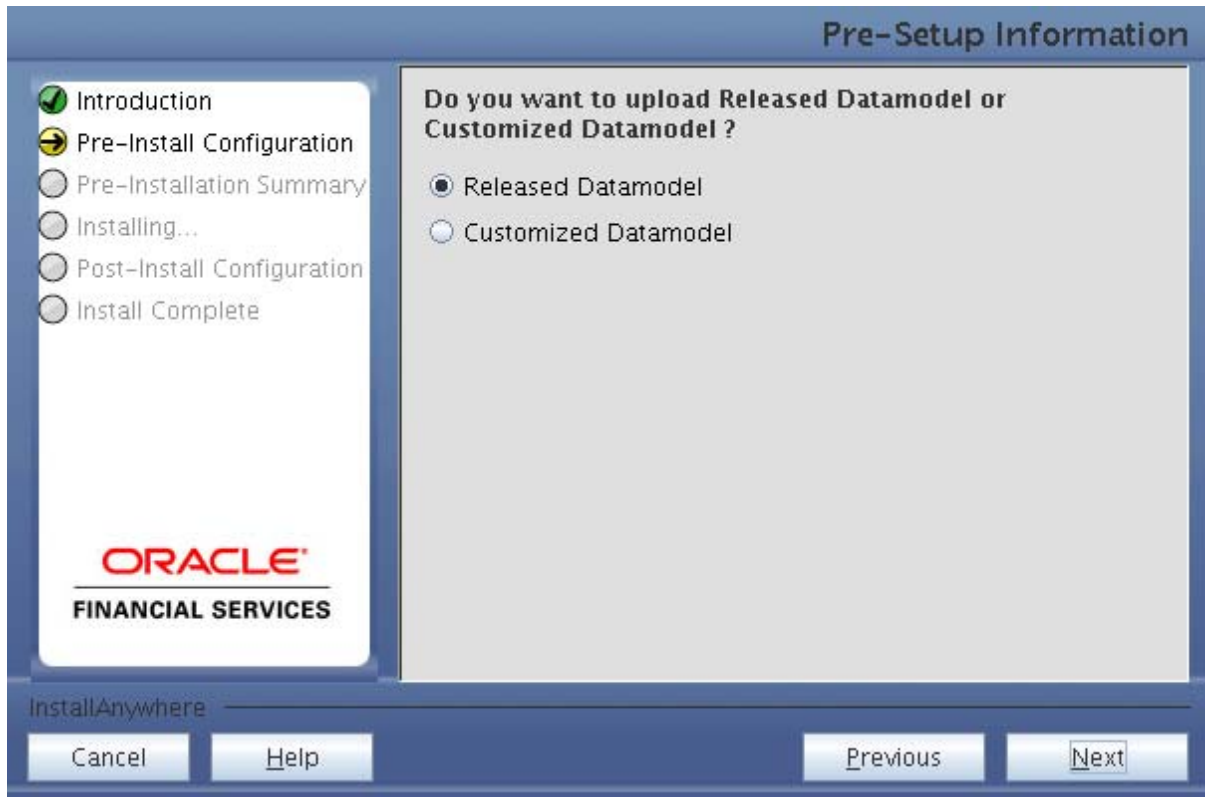 Pre-Setup Information
Introduction
Pre-Install Configuration
Pre-Installation Summary
Installing...
Post-Install Configuration
Install Complete
ORACLE
FINANCIAL SERVICES
Do you want to upload Released Datamodel or
Customized Datamodel ?
Released Datamodel
Customized Datamodel
InstallAnywhere
Cancel
Help
Previous
Next